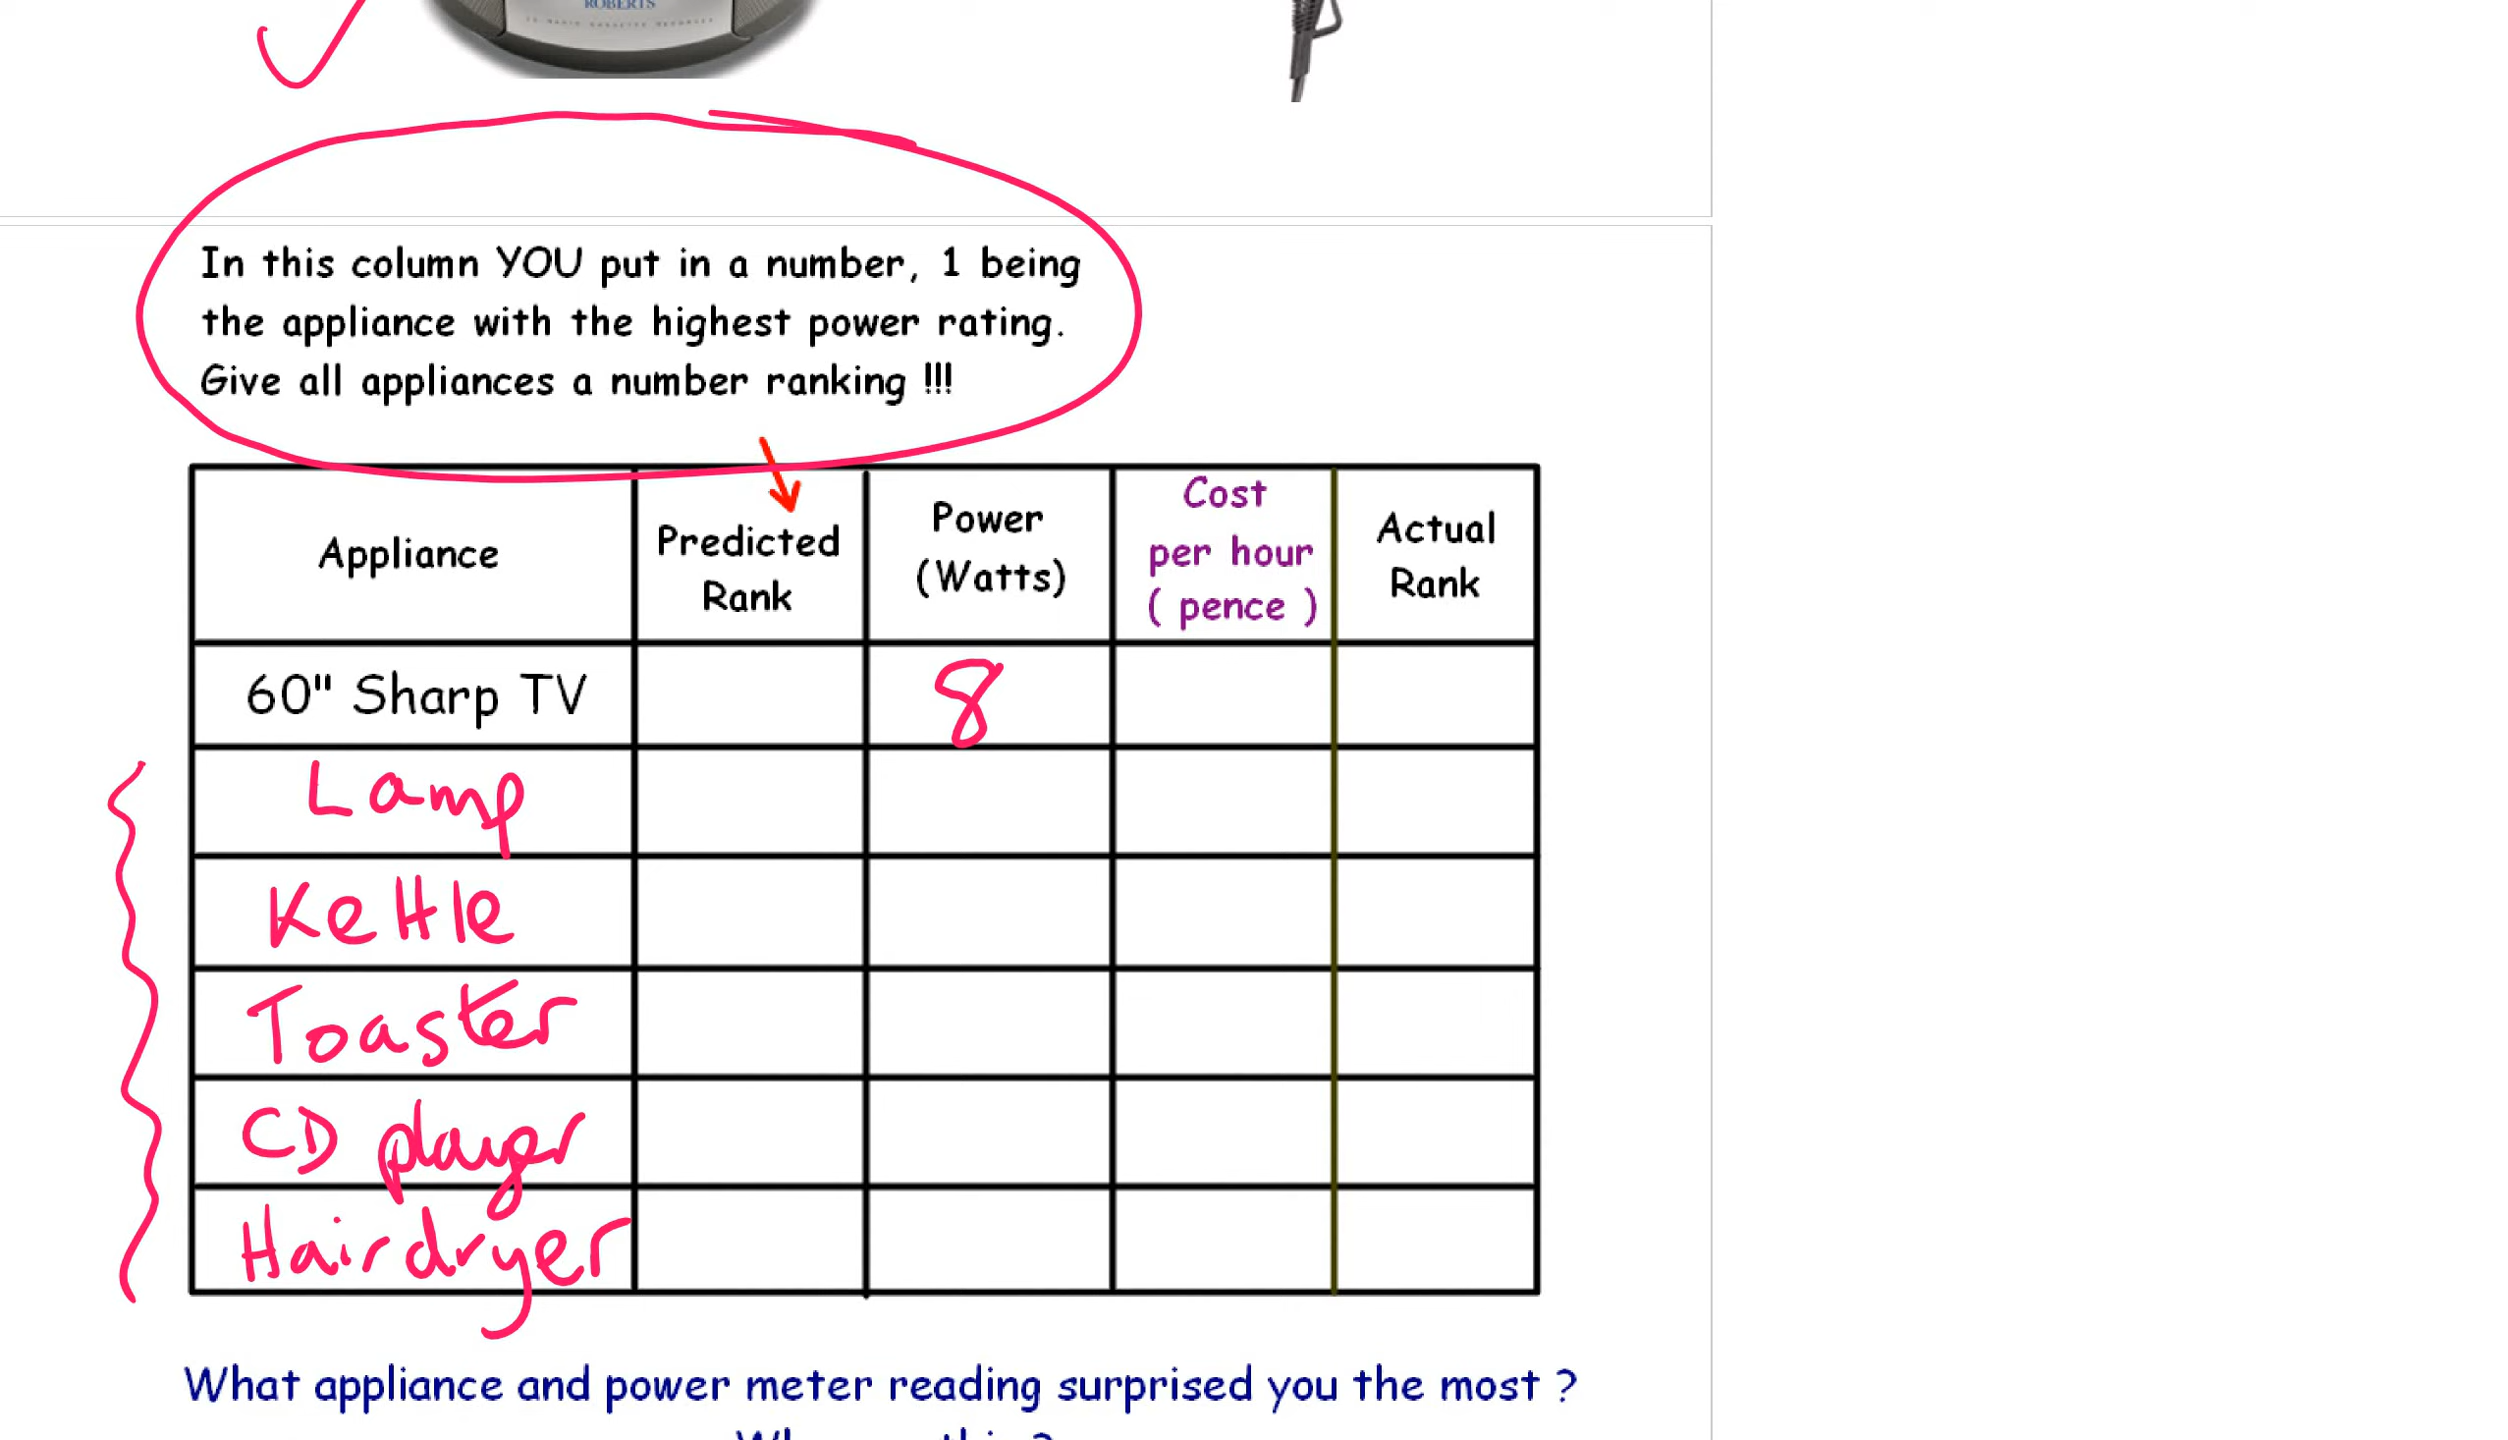 ROBERTS
In this column YOU put in a number, 1 being
the appliance with the highest power rating.
Give all appliances a number ranking !!!
Appliance
Predicted
Rank
Power
(Watts)
Cost
per hour
( pence )
Actual
Rank
60" Sharp TV
8
Lamp
Kettle
Toaster
CD player
Hairdryer
What appliance and power meter reading surprised you the most ?